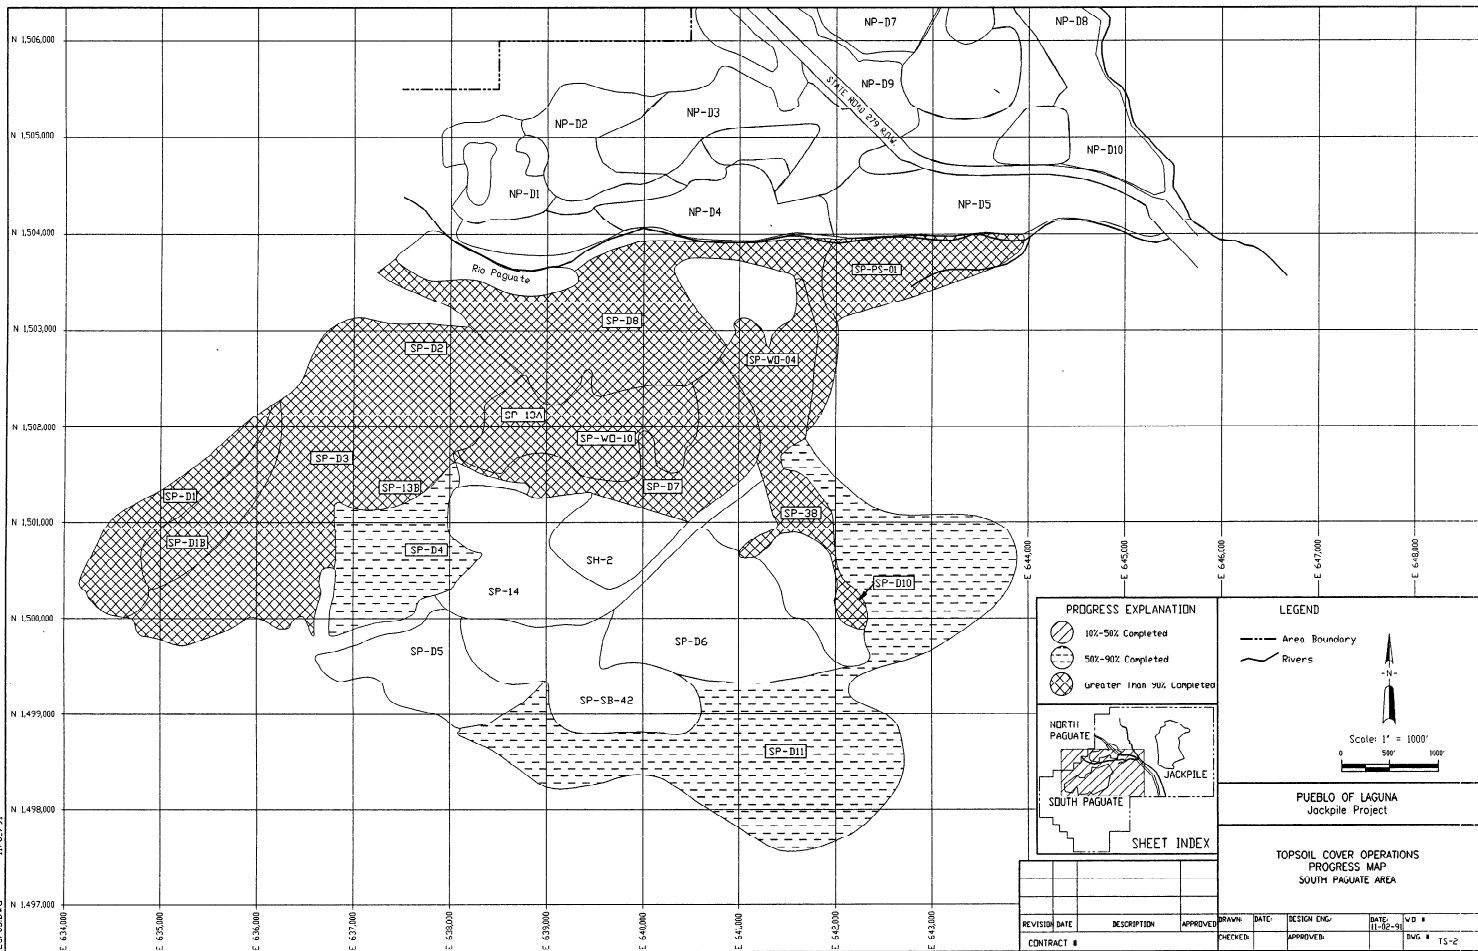 N 1,506,000
N 1,505,000
N 1,504,000
N 1,503,000
N 1,502,000
N 1,501,000
N 1,500,000
N 1,499,000
N 1,498,000
N 1,497,000
NP-D7
NP-D8
NP-D9
STATE ROAD 279 R.O.W.
NP-D3
NP-D2
NP-D10
NP-D1
NP-D4
NP-D5
Rio Paguate
SP-PS-01
SP-D8
SP-D2
SP-WO-04
SP-13A
SP-WO-10
SP-D3
SP-13B
SP-D7
SP-D1
SP-38
SP-D1B
SP-D4
SH-2
SP-D10
SP-14
SP-D5
SP-D6
SP-SB-42
SP-D11
E 634,000
E 635,000
E 636,000
E 637,000
E 638,000
E 639,000
E 640,000
E 641,000
E 642,000
E 643,000
E 644,000
E 645,000
E 646,000
E 647,000
E 648,000
PROGRESS EXPLANATION
10%-50% Completed
50%-90% Completed
Greater Than 90% Completed
LEGEND
Area Boundary
Rivers
-N-
Scale: 1" = 1000'
0 500' 1000'
NORTH
PAGUATE
JACKPILE
SOUTH PAGUATE
SHEET INDEX
PUEBLO OF LAGUNA
Jackpile Project
TOPSOIL COVER OPERATIONS
PROGRESS MAP
SOUTH PAGUATE AREA
REVISION DATE DESCRIPTION APPROVED
CONTRACT #
DRAWN: DATE: DESIGN ENG: DATE: 11-02-91 W.O #
CHECKED: APPROVED: DWG. # TS-2